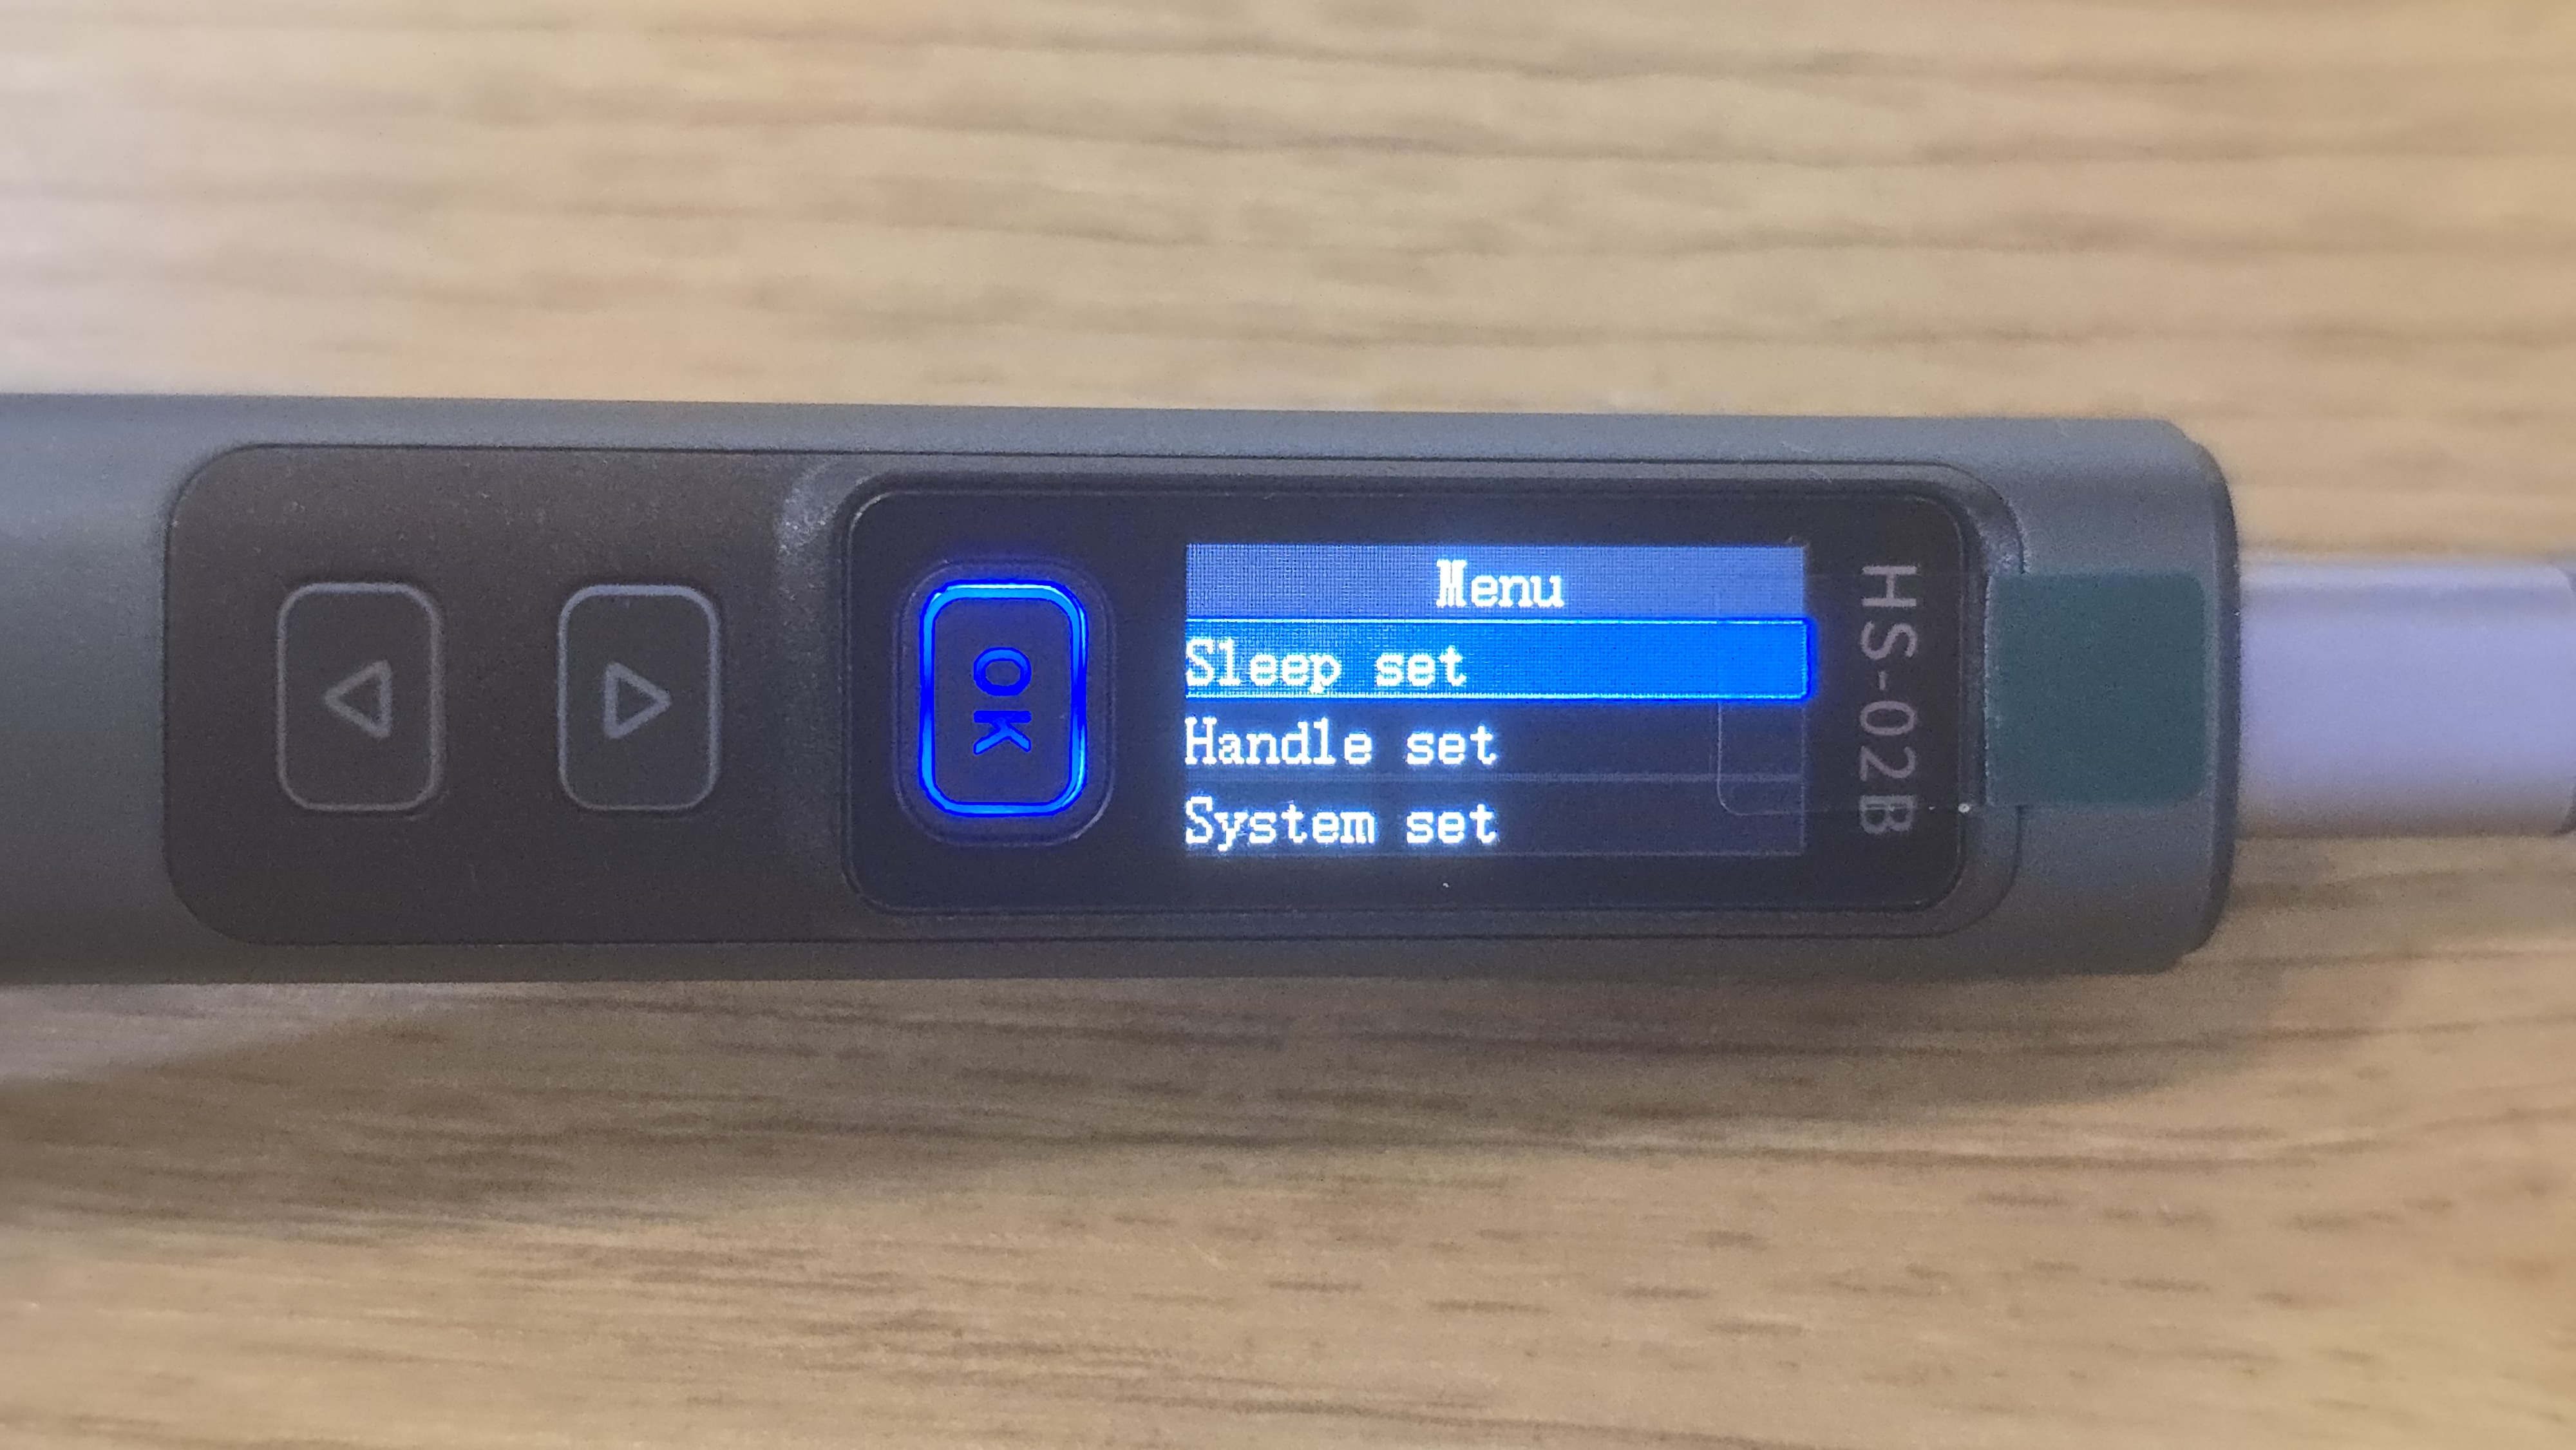 OK
Menu
Sleep set
Handle set
System set
HS-02B